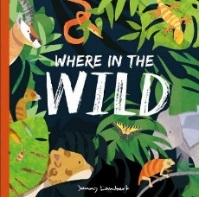 WHERE IN THE
WILD
Jonny Lambert